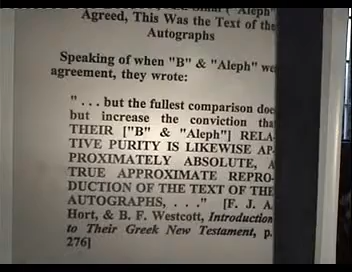 ("Aleph"
Agreed, This Was the Text of the
Autographs
Speaking of when "B" & "Aleph" we
agreement, they wrote:
" . . . but the fullest comparison doe
but increase the conviction tha
THEIR ["B" & "Aleph"] RELA-
TIVE PURITY IS LIKEWISE AP-
PROXIMATELY ABSOLUTE, A
TRUE APPROXIMATE REPRO-
DUCTION OF THE TEXT OF THE
AUTOGRAPHS, . . ." [F. J. A.
Hort, & B. F. Westcott, Introduction
to Their Greek New Testament, p.
276]